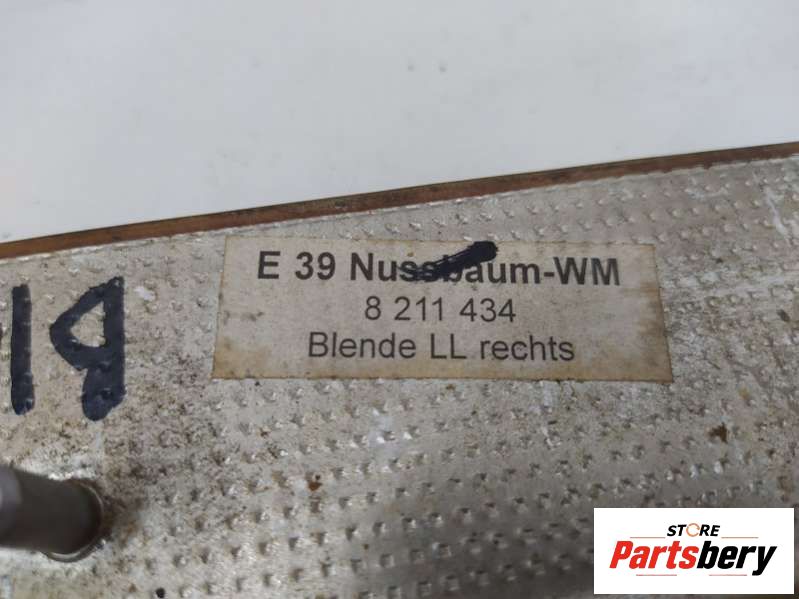 E 39 Nussbaum-WM
8 211 434
Blende LL rechts
STORE
Partsbery